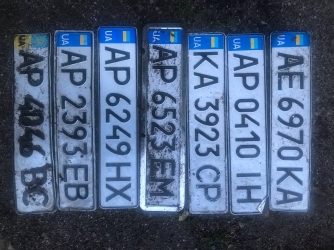 UA
AP 4046 BC
UA
AP 2393 EB
UA
AP 6249 HX
UA
AP 6523 EM
UA
KA 3923 CP
UA
AP 0410 IH
UA
AE 6970 KA